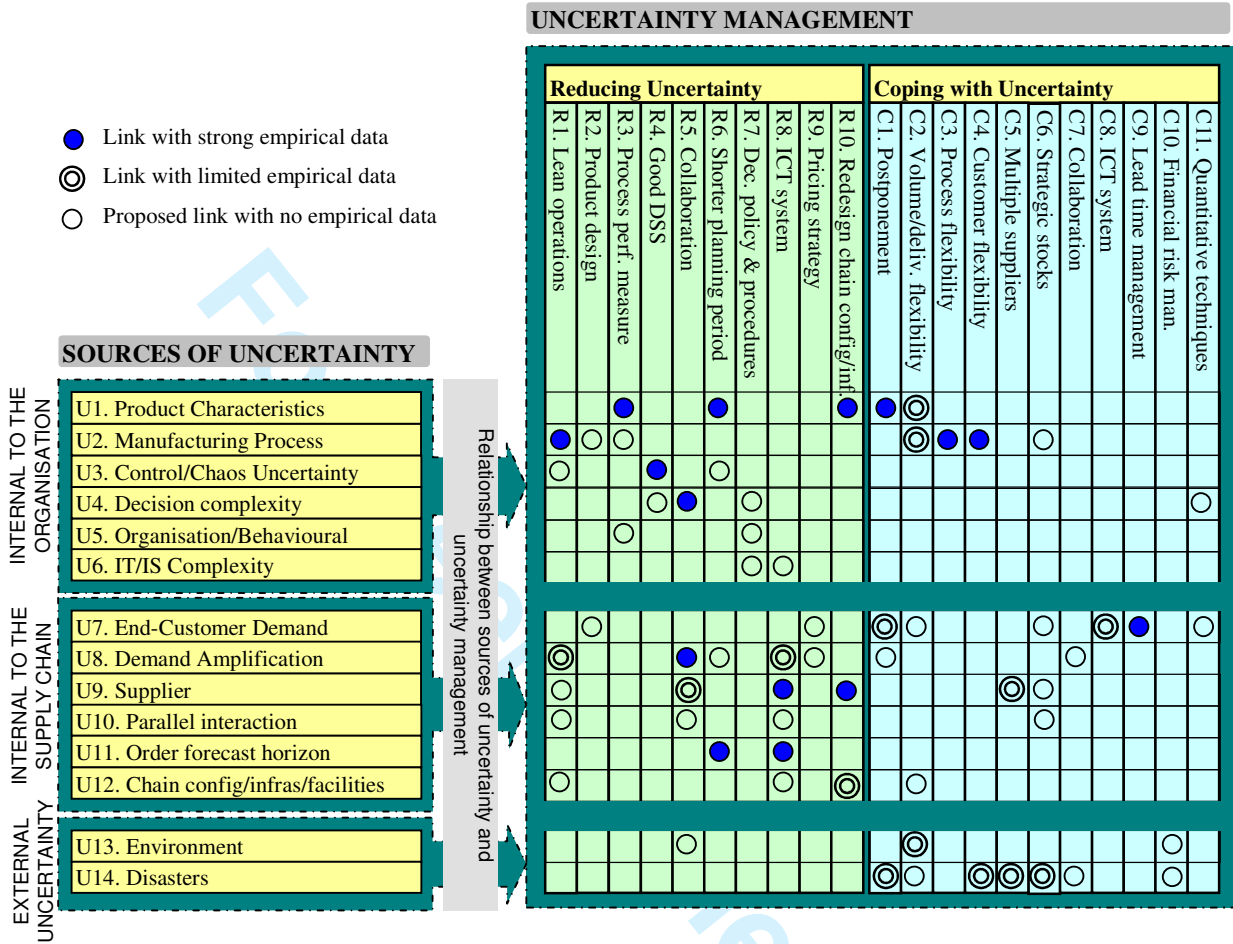 UNCERTAINTY MANAGEMENT
Reducing Uncertainty
Coping with Uncertainty
Link with strong empirical data
Link with limited empirical data
Proposed link with no empirical data
R1. Lean operations
R2. Product design
R3. Process perf. measure
R4. Good DSS
R5. Collaboration
R6. Shorter planning period
R7. Dec. policy & procedures
R8. ICT system
R9. Pricing strategy
R10. Redesign chain config/inf.
C1. Postponement
C2. Volume/deliv. flexibility
C3. Process flexibility
C4. Customer flexibility
C5. Multiple suppliers
C6. Strategic stocks
C7. Collaboration
C8. ICT system
C9. Lead time management
C10. Financial risk man.
C11. Quantitative techniques
SOURCES OF UNCERTAINTY
INTERNAL TO THE
ORGANISATION
U1. Product Characteristics
U2. Manufacturing Process
U3. Control/Chaos Uncertainty
U4. Decision complexity
U5. Organisation/Behavioural
U6. IT/IS Complexity
INTERNAL TO THE
SUPPLY CHAIN
U7. End-Customer Demand
U8. Demand Amplification
U9. Supplier
U10. Parallel interaction
U11. Order forecast horizon
U12. Chain config/infras/facilities
EXTERNAL
UNCERTAINTY
U13. Environment
U14. Disasters
Relationship between sources of uncertainty and
uncertainty management